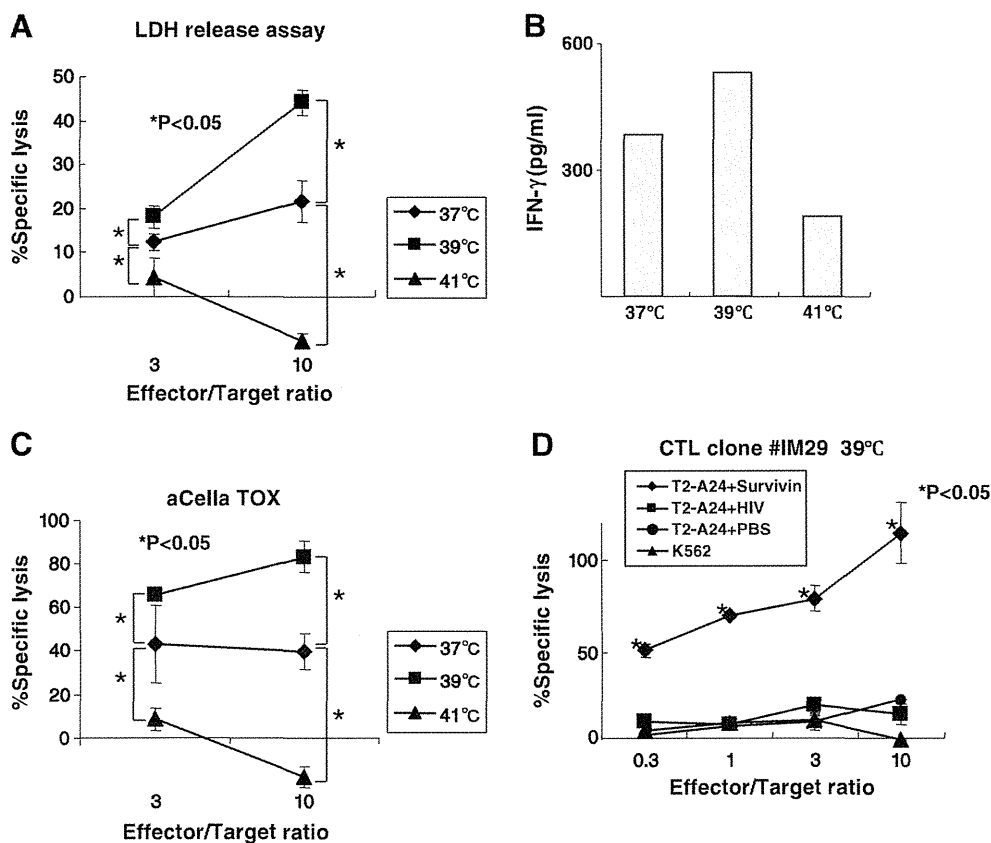 A
LDH release assay
50
40
30
20
10
0
%Specific lysis
*P<0.05
*
*
*
*
3
10
Effector/Target ratio
37℃
39℃
41℃
B
600
300
IFN-γ(pg/ml)
37℃
39℃
41℃
C
aCella TOX
100
80
60
40
20
0
%Specific lysis
*P<0.05
*
*
*
*
3
10
Effector/Target ratio
37℃
39℃
41℃
D
CTL clone #IM29 39℃
T2-A24+Survivin
T2-A24+HIV
T2-A24+PBS
K562
*P<0.05
100
50
0
%Specific lysis
*
*
*
*
0.3
1
3
10
Effector/Target ratio